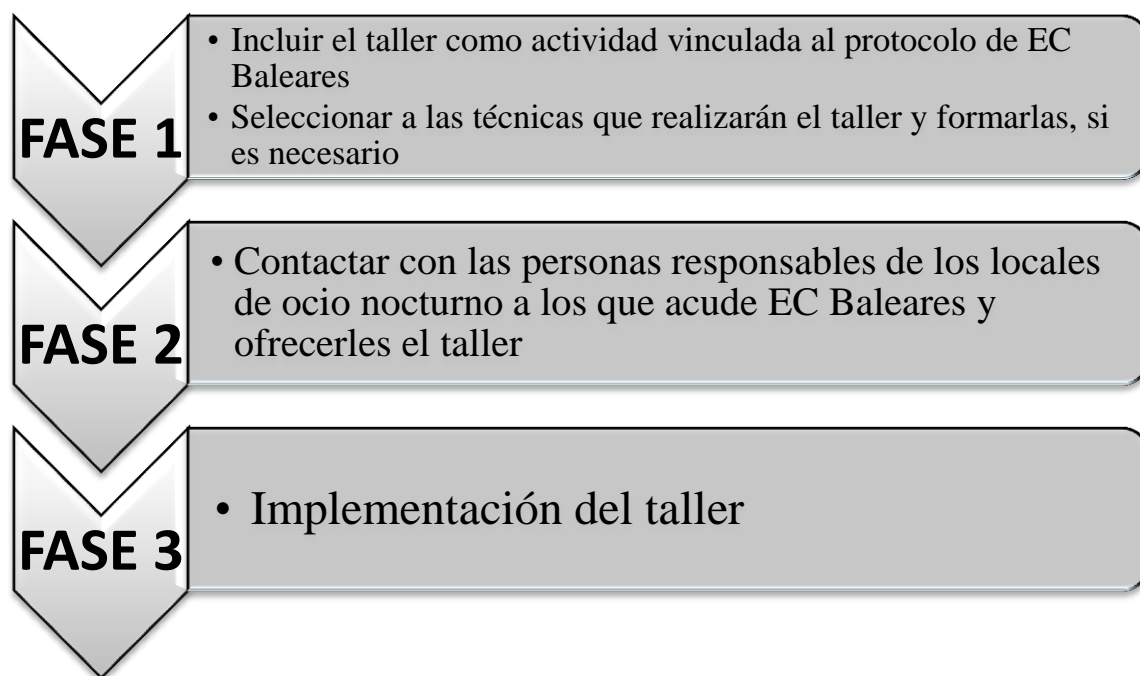 FASE 1
• Incluir el taller como actividad vinculada al protocolo de EC
Baleares
• Seleccionar a las técnicas que realizarán el taller y formarlas, si
es necesario
FASE 2
• Contactar con las personas responsables de los locales
de ocio nocturno a los que acude EC Baleares y
ofrecerles el taller
FASE 3
• Implementación del taller